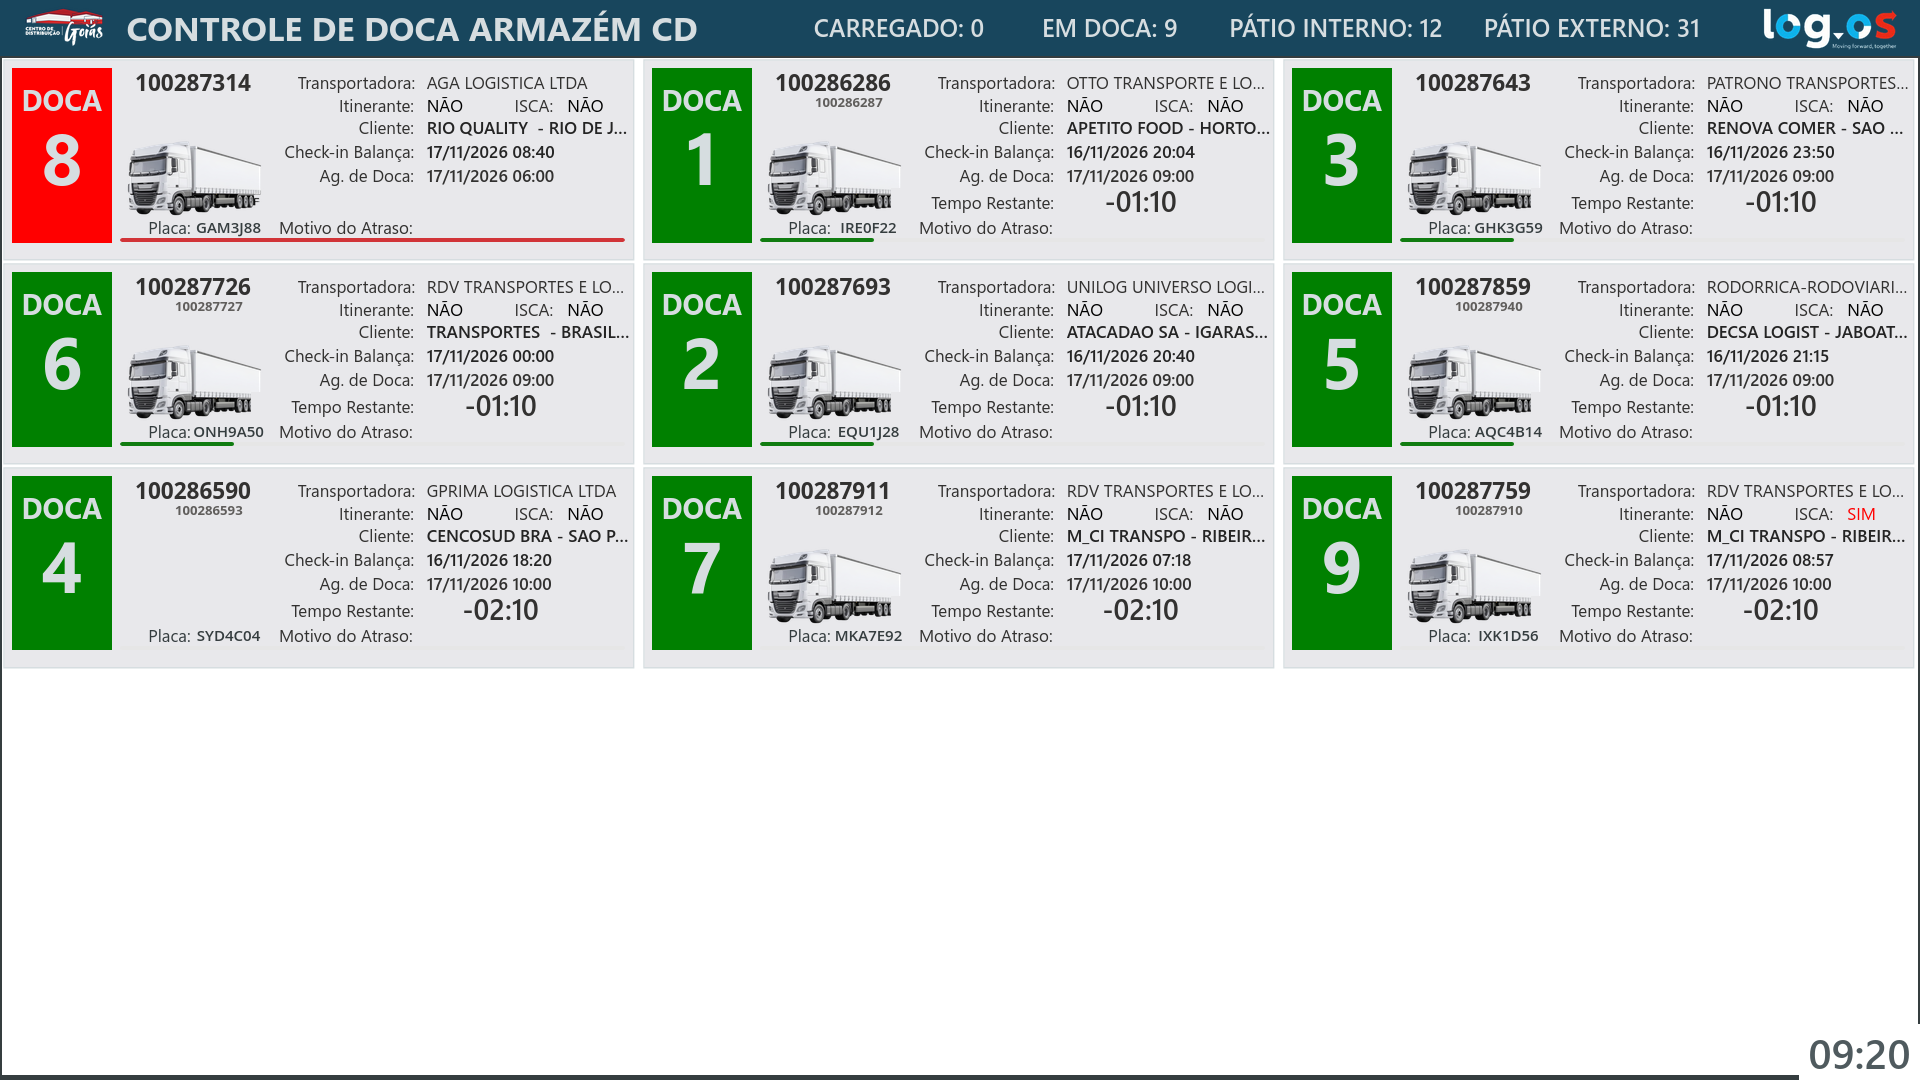 CENTRO DE DISTRIBUIÇÃO Goiás
CONTROLE DE DOCA ARMAZÉM CD
CARREGADO: 0
EM DOCA: 9
PÁTIO INTERNO: 12
PÁTIO EXTERNO: 31
log.os
Moving forward, together
DOCA
8
100287314
Transportadora: AGA LOGISTICA LTDA
Itinerante: NÃO ISCA: NÃO
Cliente: RIO QUALITY - RIO DE J...
Check-in Balança: 17/11/2026 08:40
Ag. de Doca: 17/11/2026 06:00
Placa: GAM3J88 Motivo do Atraso:
DOCA
1
100286286
100286287
Transportadora: OTTO TRANSPORTE E LO...
Itinerante: NÃO ISCA: NÃO
Cliente: APETITO FOOD - HORTO...
Check-in Balança: 16/11/2026 20:04
Ag. de Doca: 17/11/2026 09:00
Tempo Restante: -01:10
Placa: IRE0F22 Motivo do Atraso:
DOCA
3
100287643
Transportadora: PATRONO TRANSPORTES...
Itinerante: NÃO ISCA: NÃO
Cliente: RENOVA COMER - SAO ...
Check-in Balança: 16/11/2026 23:50
Ag. de Doca: 17/11/2026 09:00
Tempo Restante: -01:10
Placa: GHK3G59 Motivo do Atraso:
DOCA
6
100287726
100287727
Transportadora: RDV TRANSPORTES E LO...
Itinerante: NÃO ISCA: NÃO
Cliente: TRANSPORTES - BRASIL...
Check-in Balança: 17/11/2026 00:00
Ag. de Doca: 17/11/2026 09:00
Tempo Restante: -01:10
Placa: ONH9A50 Motivo do Atraso:
DOCA
2
100287693
Transportadora: UNILOG UNIVERSO LOGI...
Itinerante: NÃO ISCA: NÃO
Cliente: ATACADAO SA - IGARAS...
Check-in Balança: 16/11/2026 20:40
Ag. de Doca: 17/11/2026 09:00
Tempo Restante: -01:10
Placa: EQU1J28 Motivo do Atraso:
DOCA
5
100287859
100287940
Transportadora: RODORRICA-RODOVIARI...
Itinerante: NÃO ISCA: NÃO
Cliente: DECSA LOGIST - JABOAT...
Check-in Balança: 16/11/2026 21:15
Ag. de Doca: 17/11/2026 09:00
Tempo Restante: -01:10
Placa: AQC4B14 Motivo do Atraso:
DOCA
4
100286590
100286593
Transportadora: GPRIMA LOGISTICA LTDA
Itinerante: NÃO ISCA: NÃO
Cliente: CENCOSUD BRA - SAO P...
Check-in Balança: 16/11/2026 18:20
Ag. de Doca: 17/11/2026 10:00
Tempo Restante: -02:10
Placa: SYD4C04 Motivo do Atraso:
DOCA
7
100287911
100287912
Transportadora: RDV TRANSPORTES E LO...
Itinerante: NÃO ISCA: NÃO
Cliente: M_CI TRANSPO - RIBEIR...
Check-in Balança: 17/11/2026 07:18
Ag. de Doca: 17/11/2026 10:00
Tempo Restante: -02:10
Placa: MKA7E92 Motivo do Atraso:
DOCA
9
100287759
100287910
Transportadora: RDV TRANSPORTES E LO...
Itinerante: NÃO ISCA: SIM
Cliente: M_CI TRANSPO - RIBEIR...
Check-in Balança: 17/11/2026 08:57
Ag. de Doca: 17/11/2026 10:00
Tempo Restante: -02:10
Placa: IXK1D56 Motivo do Atraso:
09:20